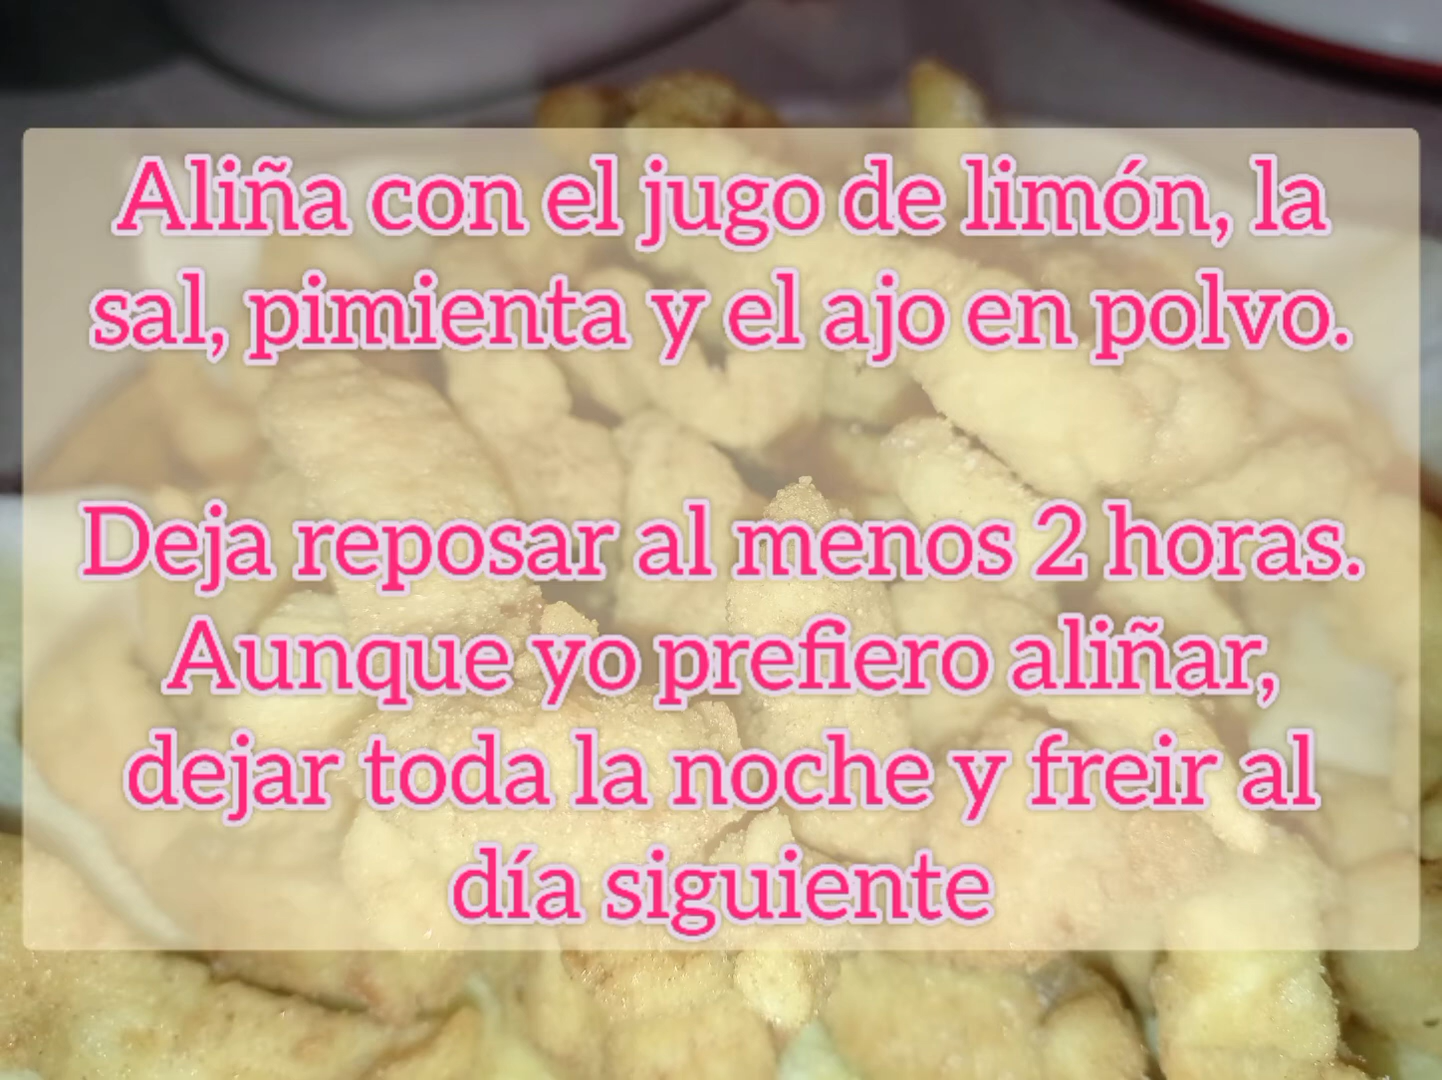 Aliña con el jugo de limón, la
sal, pimienta y el ajo en polvo.
Deja reposar al menos 2 horas.
Aunque yo prefiero aliñar,
dejar toda la noche y freir al
día siguiente